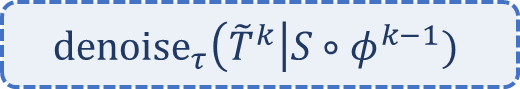 denoise_τ(T̃^k|S ∘ ϕ^{k−1})